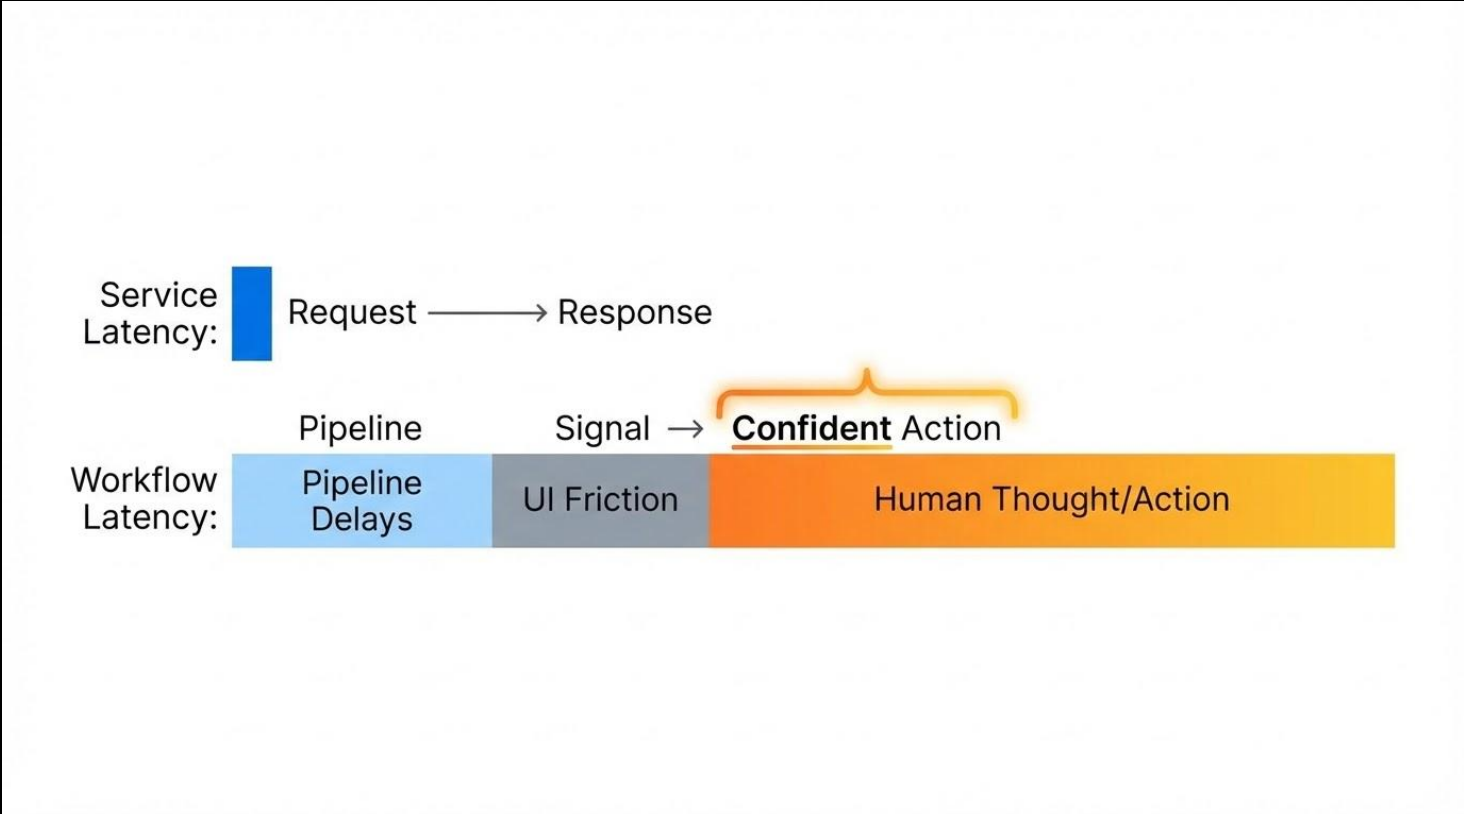 Service
Latency:
Request → Response
Pipeline
Signal → Confident Action
Workflow
Latency:
Pipeline
Delays
UI Friction
Human Thought/Action